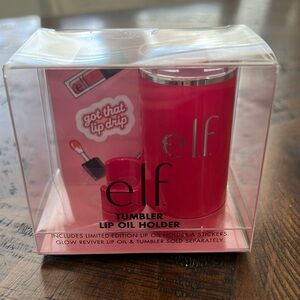 got that
lip drip
e.l.f.
elf
TUMBLER
LIP OIL HOLDER
INCLUDES LIMITED-EDITION LIP OIL HOLDER & STICKERS.
GLOW REVIVER LIP OIL & TUMBLER SOLD SEPARATELY.